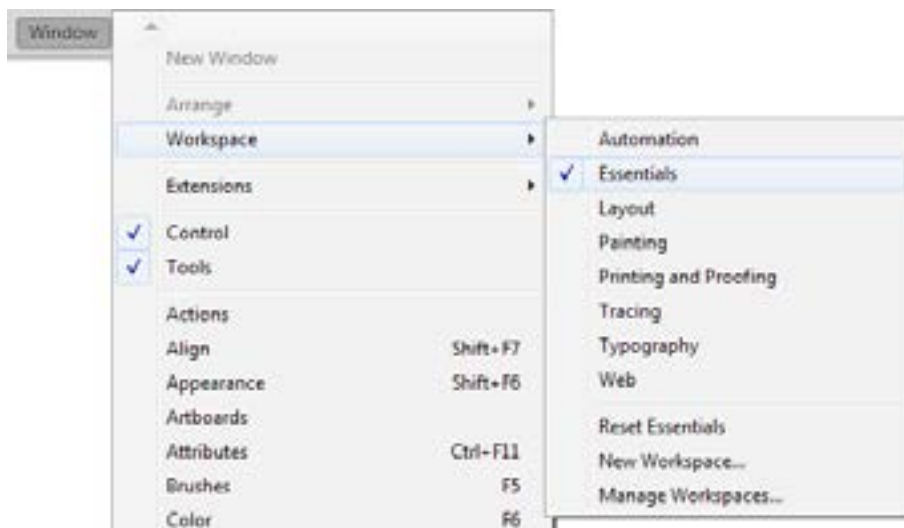 Window
New Window
Arrange
Workspace
Extensions
Control
Tools
Actions
Align Shift+F7
Appearance Shift+F6
Artboards
Attributes Ctrl+F11
Brushes F5
Color F6
Automation
Essentials
Layout
Painting
Printing and Proofing
Tracing
Typography
Web
Reset Essentials
New Workspace...
Manage Workspaces...